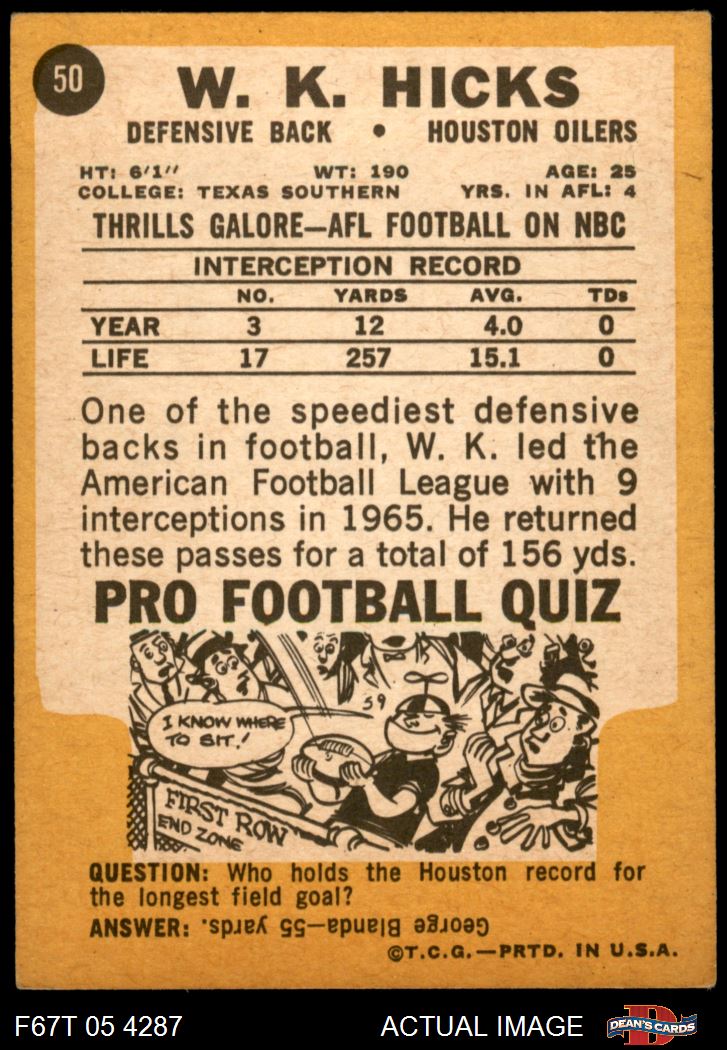 50
W. K. HICKS
DEFENSIVE BACK • HOUSTON OILERS
HT: 6'1'' WT: 190 AGE: 25
COLLEGE: TEXAS SOUTHERN YRS. IN AFL: 4
THRILLS GALORE—AFL FOOTBALL ON NBC
INTERCEPTION RECORD
NO. YARDS AVG. TDs
YEAR 3 12 4.0 0
LIFE 17 257 15.1 0
One of the speediest defensive
backs in football, W. K. led the
American Football League with 9
interceptions in 1965. He returned
these passes for a total of 156 yds.
PRO FOOTBALL QUIZ
59
I KNOW WHERE
TO SIT!
FIRST ROW
END ZONE
QUESTION: Who holds the Houston record for
the longest field goal?
ANSWER: George Blanda—55 yards.
©T.C.G.—PRTD. IN U.S.A.
F67T 05 4287 ACTUAL IMAGE
D
DEAN'S CARDS